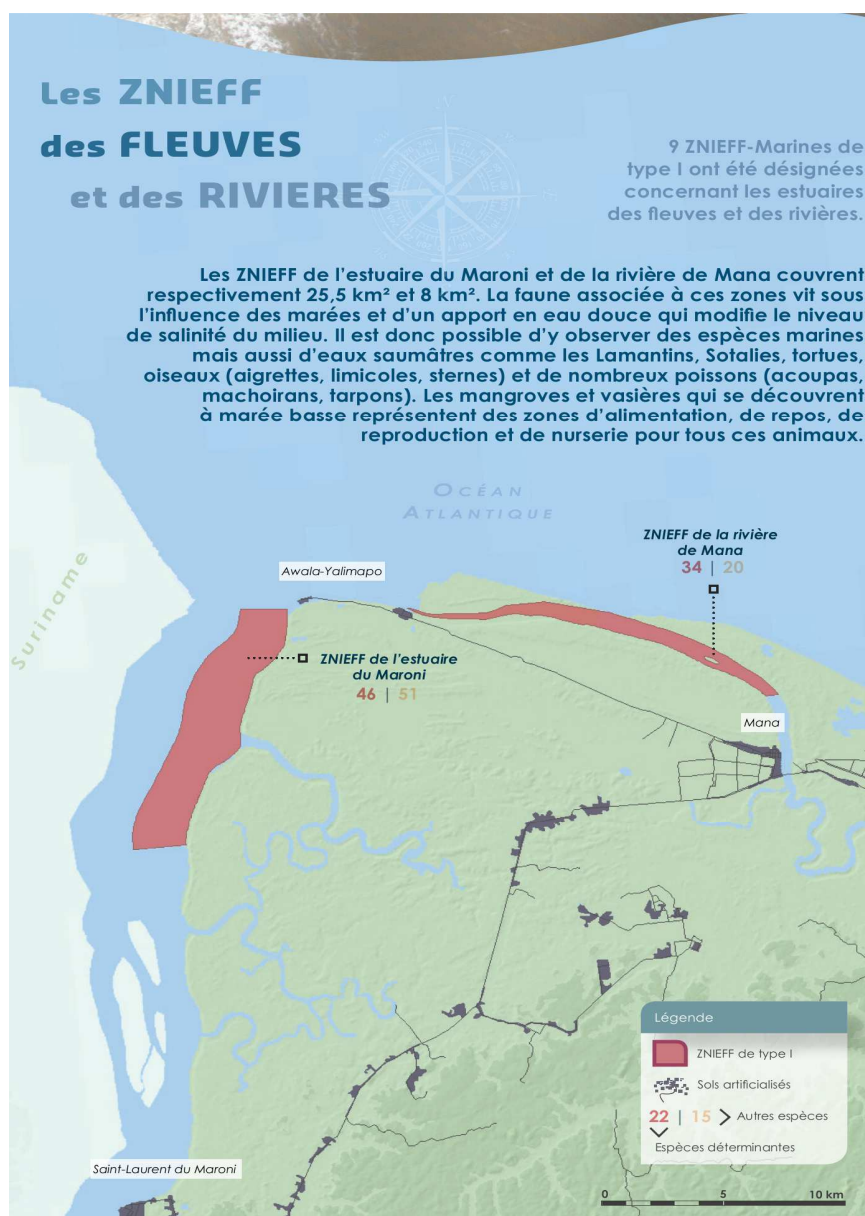 Les ZNIEFF
des FLEUVES
et des RIVIERES
9 ZNIEFF-Marines de
type I ont été désignées
concernant les estuaires
des fleuves et des rivières.
Les ZNIEFF de l'estuaire du Maroni et de la rivière de Mana couvrent
respectivement 25,5 km² et 8 km². La faune associée à ces zones vit sous
l'influence des marées et d'un apport en eau douce qui modifie le niveau
de salinité du milieu. Il est donc possible d'y observer des espèces marines
mais aussi d'eaux saumâtres comme les Lamantins, Sotalies, tortues,
oiseaux (aigrettes, limicoles, sternes) et de nombreux poissons (acoupas,
machoirans, tarpons). Les mangroves et vasières qui se découvrent
à marée basse représentent des zones d'alimentation, de repos, de
reproduction et de nurserie pour tous ces animaux.
OCÉAN
ATLANTIQUE
Suriname
ZNIEFF de la rivière
de Mana
34 | 20
Awala-Yalimapo
ZNIEFF de l'estuaire
du Maroni
46 | 51
Mana
Légende
ZNIEFF de type I
Sols artificialisés
22 | 15 > Autres espèces
Espèces déterminantes
Saint-Laurent du Maroni
0 5 10 km